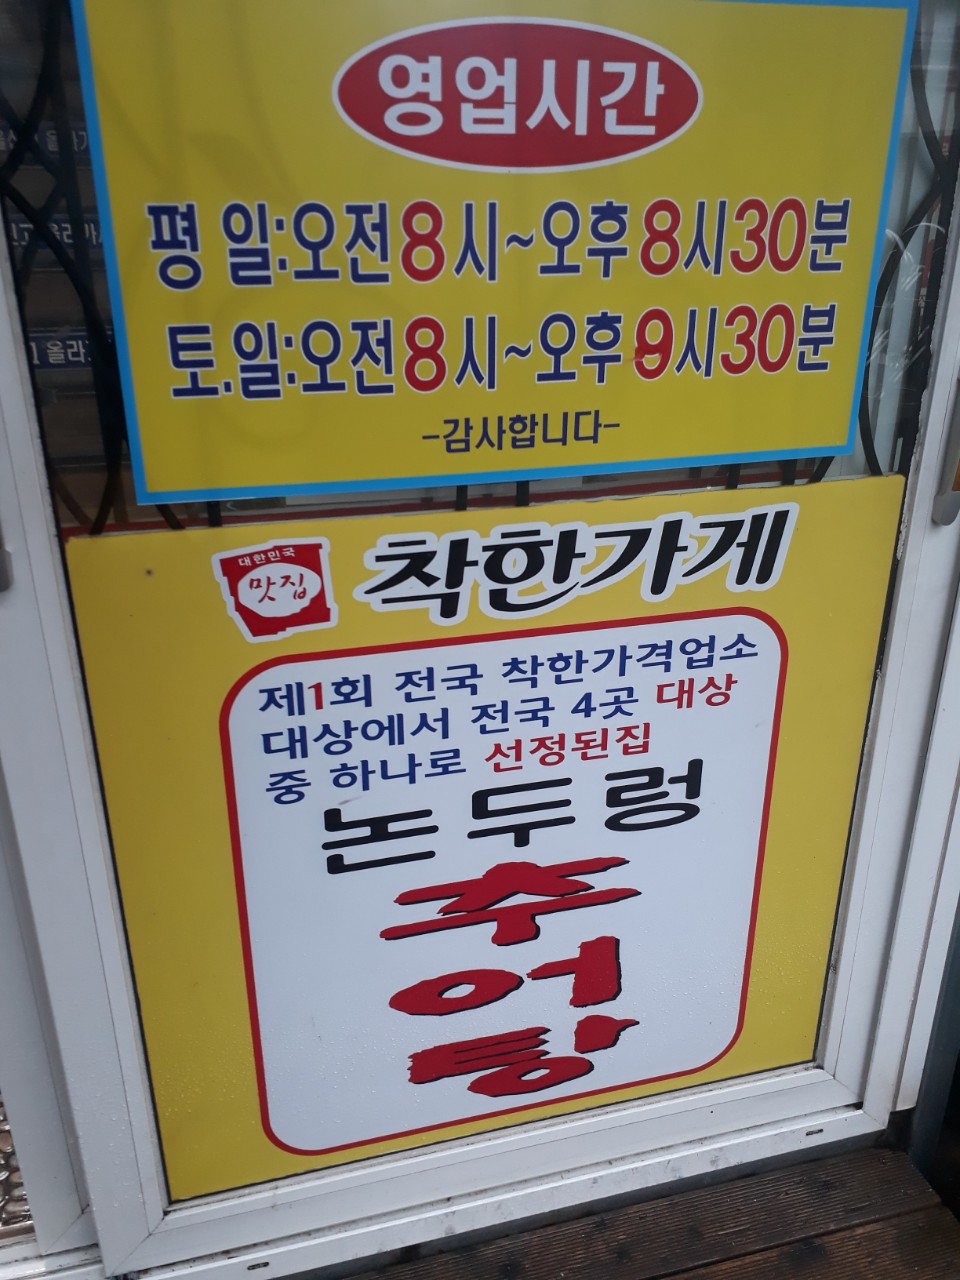 영업시간
평 일:오전8시~오후8시30분
토.일:오전8시~오후9시30분
-감사합니다-
대한민국
맛집
착한가게
제1회 전국 착한가격업소
대상에서 전국 4곳 대상
중 하나로 선정된집
논두렁
추어탕